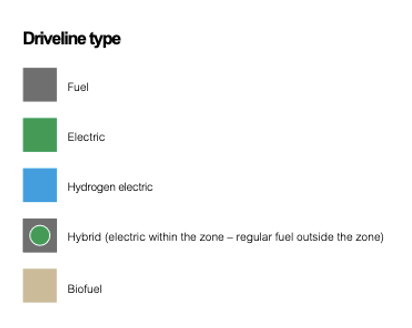 Driveline type
Fuel
Electric
Hydrogen electric
Hybrid (electric within the zone – regular fuel outside the zone)
Biofuel